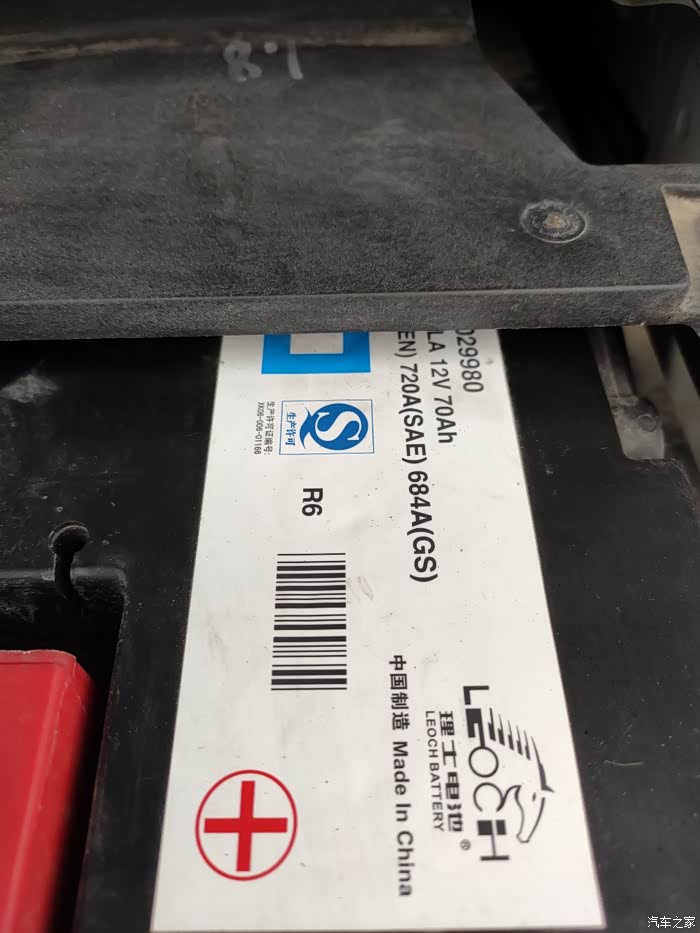 8.1
029980
LA 12V 70Ah
EN) 720A(SAE) 684A(GS)
生产许可
生产许可证编号:
XK06-006-01166
R6
中国制造 Made In China
LEOCH
理士电池®
LEOCH BATTERY
汽车之家